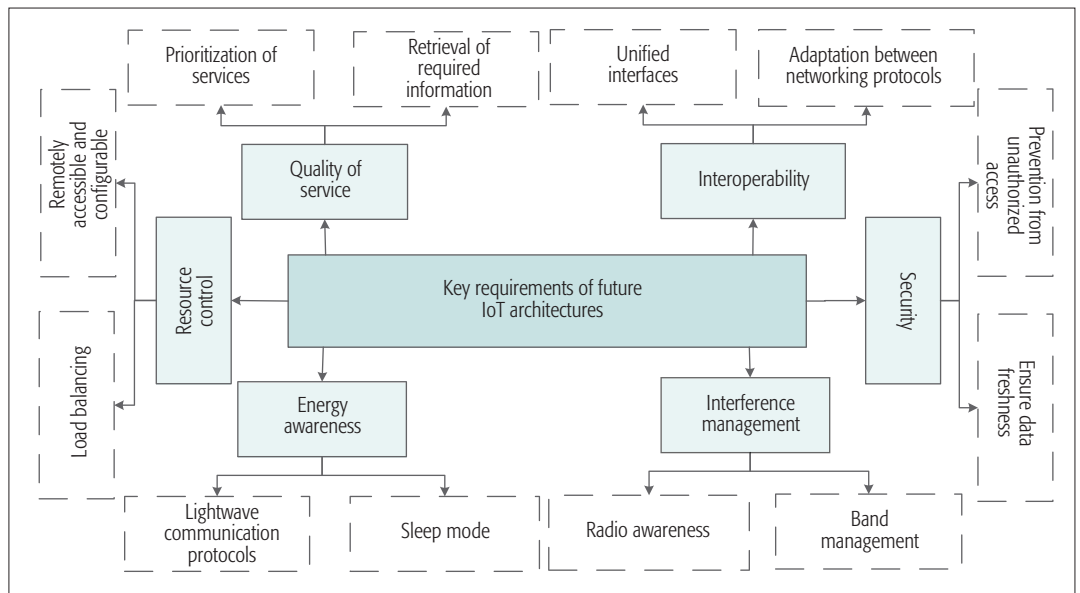 Prioritization of
services
Retrieval of
required
information
Unified
interfaces
Adaptation between
networking protocols
Remotely
accessible and
configurable
Quality of
service
Interoperability
Prevention from
unauthorized
access
Resource
control
Key requirements of future
IoT architectures
Security
Load balancing
Energy
awareness
Interference
management
Ensure data
freshness
Lightwave
communication
protocols
Sleep mode
Radio awareness
Band
management